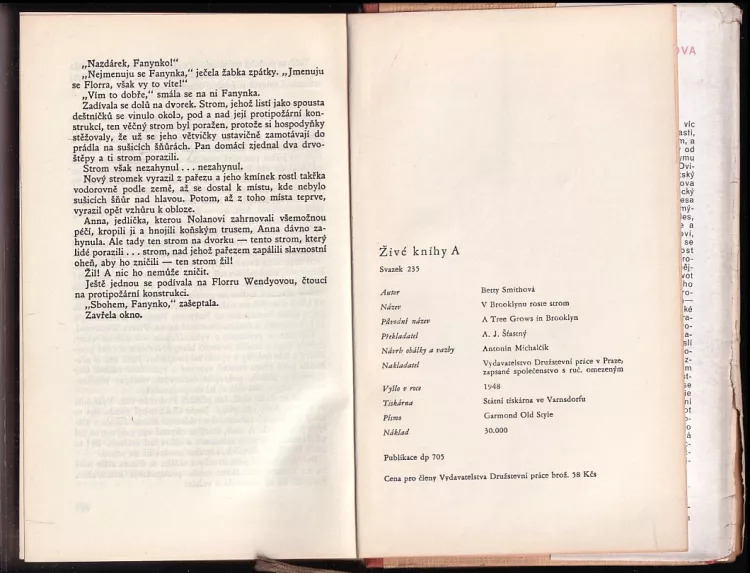 „Nazdárek, Fanynko!“
„Nejmenuju se Fanynka,“ ječela žabka zpátky. „Jmenuju
se Florra, však vy to víte!“
„Vím to dobře,“ smála se na ni Fanynka.
Zadívala se dolů na dvorek. Strom, jehož listí jako spousta
deštníčků se vinulo okolo, pod a nad její protipožární kon-
strukcí, ten věčný strom byl poražen, protože si hospodyňky
stěžovaly, že už se jeho větvičky ustavičně zamotávají do
prádla na sušicích šňůrách. Pan domácí zjednal dva drvo-
štěpy a ti strom porazili.
Strom však nezahynul . . . nezahynul.
Nový stromek vyrazil z pařezu a jeho kmínek rostl takřka
vodorovně podle země, až se dostal k místu, kde nebylo
sušicích šňůr nad hlavou. Potom, až z toho místa teprve,
vyrazil opět vzhůru k obloze.
Anna, jedlička, kterou Nolanovi zahrnovali všemožnou
péčí, kropili ji a hnojili koňským trusem, Anna dávno za-
hynula. Ale tady ten strom na dvorku — tento strom, který
lidé porazili . . . strom, nad jehož pařezem zapálili slavnostní
oheň, aby ho zničili — ten strom žil!
Žil! A nic ho nemůže zničit.
Ještě jednou se podívala na Florru Wendyovou, čtoucí
na protipožární konstrukci.
„Sbohem, Fanynko,“ zašeptala.
Zavřela okno.
Živé knihy A
Svazek 235
Autor Betty Smithová
Název V Brooklynu roste strom
Původní název A Tree Grows in Brooklyn
Překladatel A. J. Šťastný
Návrh obálky a vazby Antonín Michalčík
Nakladatel Vydavatelstvo Družstevní práce v Praze,
zapsané společenstvo s ruč. omezeným
Vyšlo v roce 1948
Tiskárna Státní tiskárna ve Varnsdorfu
Písmo Garmond Old Style
Náklad 30.000
Publikace dp 705
Cena pro členy Vydavatelstva Družstevní práce brož. 58 Kčs
OVA
víc